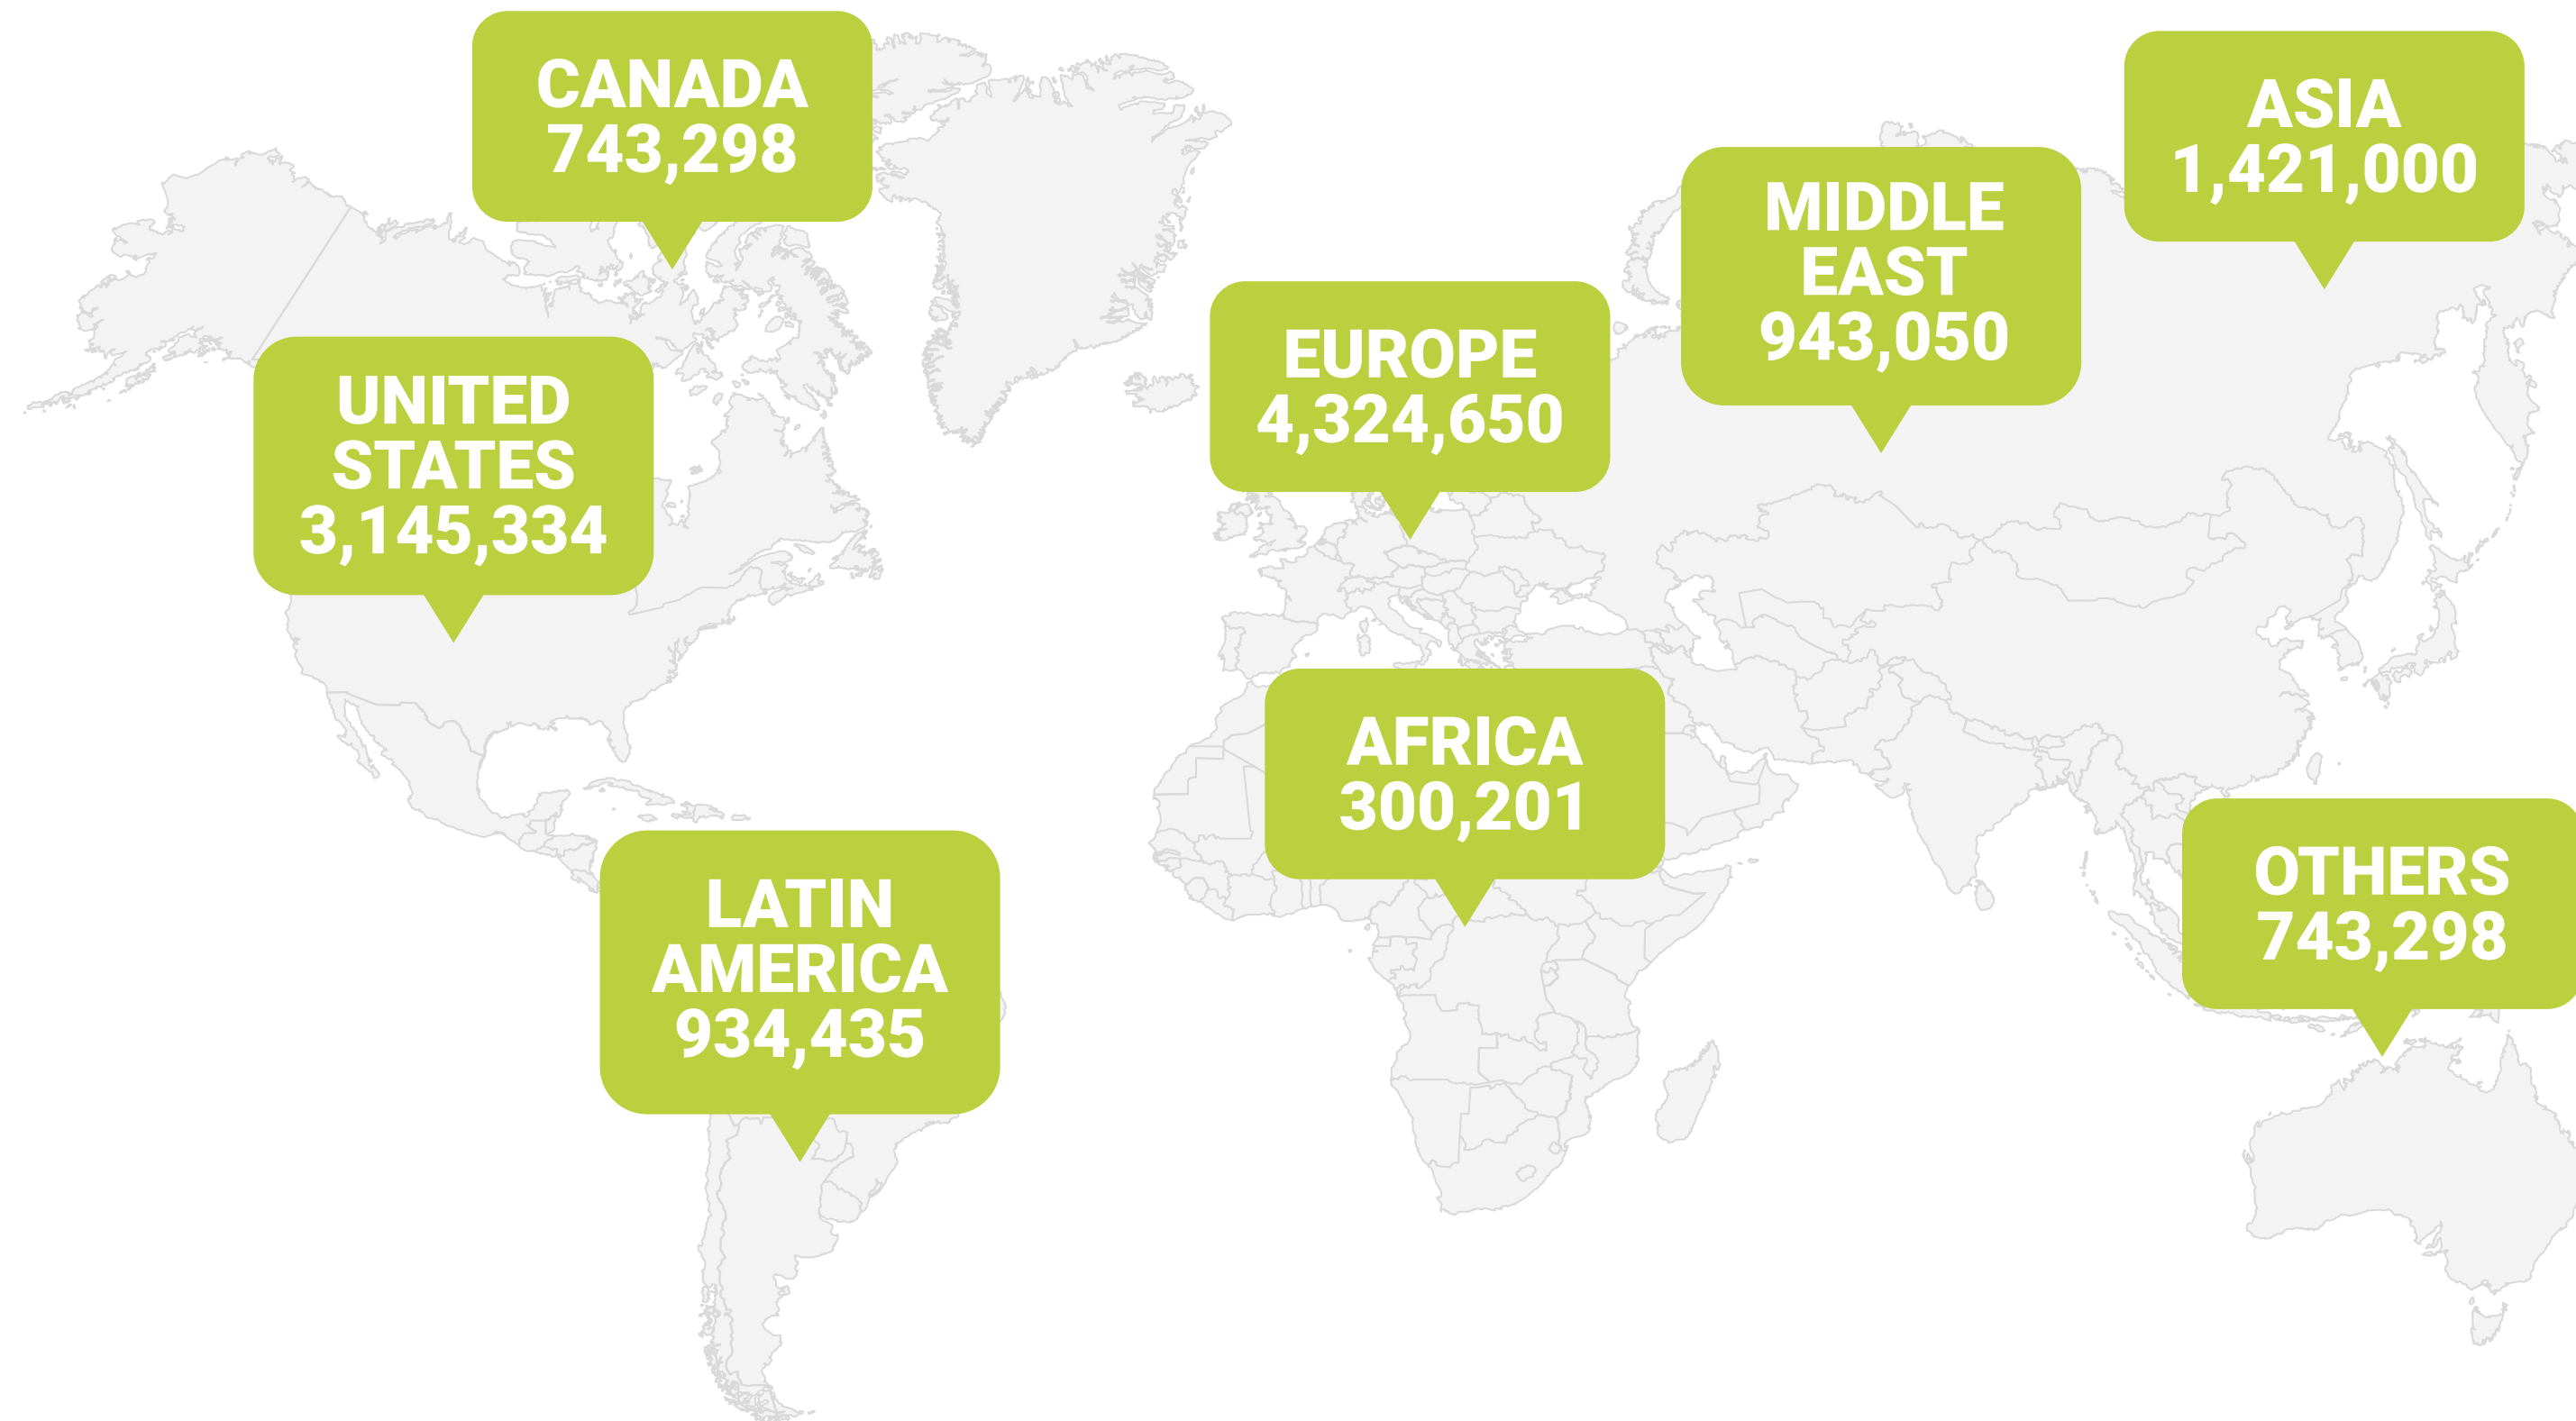 CANADA
743,298
ASIA
1,421,000
MIDDLE
EAST
943,050
EUROPE
4,324,650
UNITED
STATES
3,145,334
AFRICA
300,201
OTHERS
743,298
LATIN
AMERICA
934,435